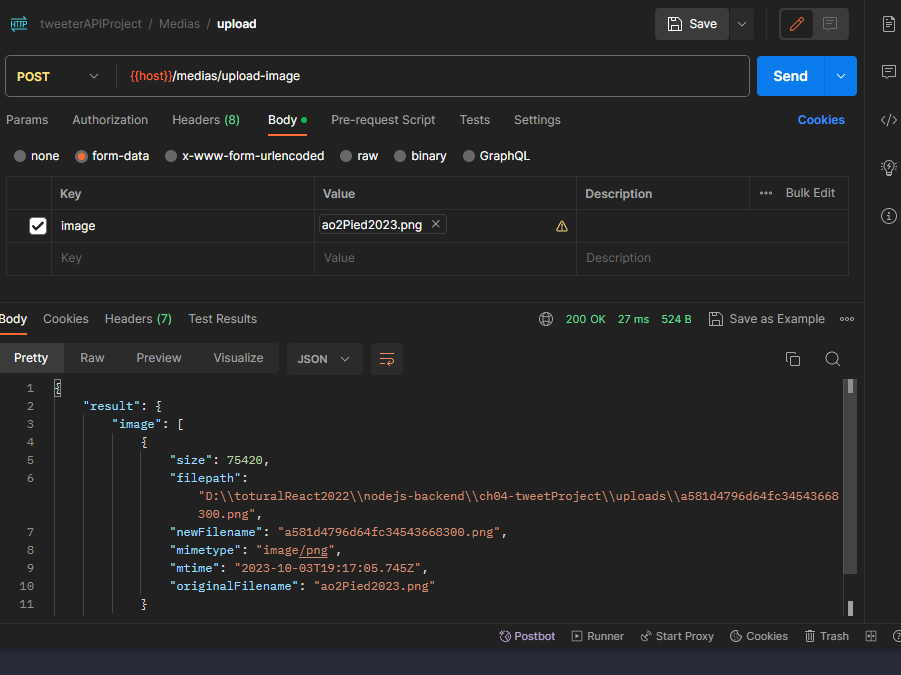 HTTP tweeterAPIProject / Medias / upload Save
POST {{host}}/medias/upload-image Send
Params Authorization Headers (8) Body Pre-request Script Tests Settings Cookies
none form-data x-www-form-urlencoded raw binary GraphQL
Key Value Description Bulk Edit
image ao2Pied2023.png
Key Value Description
Body Cookies Headers (7) Test Results 200 OK 27 ms 524 B Save as Example
Pretty Raw Preview Visualize JSON
1 {
2 "result": {
3 "image": [
4 {
5 "size": 75420,
6 "filepath":
"D:\\toturalReact2022\\nodejs-backend\\ch04-tweetProject\\uploads\\a581d4796d64fc34543668
300.png",
7 "newFilename": "a581d4796d64fc34543668300.png",
8 "mimetype": "image/png",
9 "mtime": "2023-10-03T19:17:05.745Z",
10 "originalFilename": "ao2Pied2023.png"
11 }
Postbot Runner Start Proxy Cookies Trash